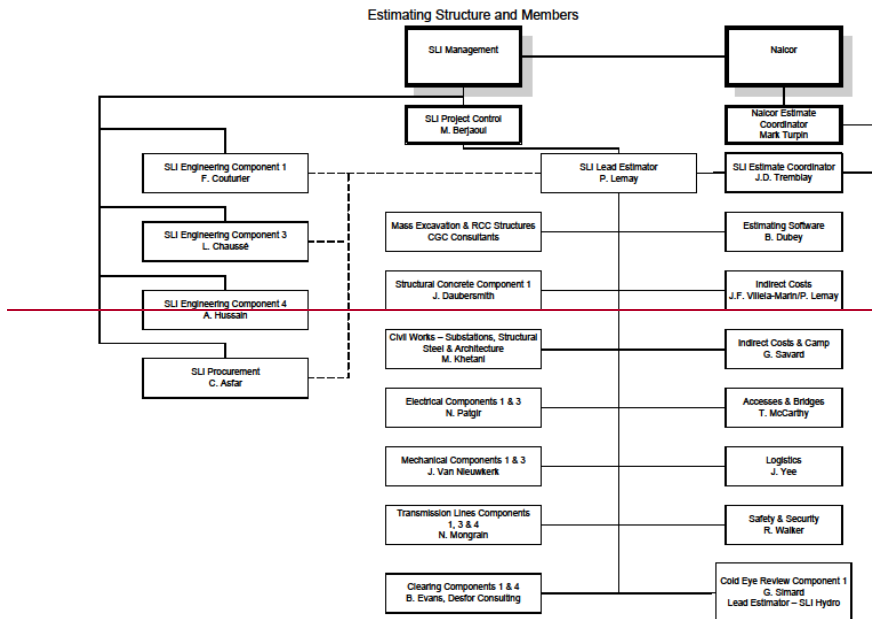 Estimating Structure and Members
SLI Management
Nalcor
SLI Project Control
M. Berjaoui
Nalcor Estimate
Coordinator
Mark Turpin
SLI Engineering Component 1
F. Couturier
SLI Lead Estimator
P. Lemay
SLI Estimate Coordinator
J.D. Tremblay
Mass Excavation & RCC Structures
CGC Consultants
Estimating Software
B. Dubey
SLI Engineering Component 3
L. Chaussé
Structural Concrete Component 1
J. Daubersmith
Indirect Costs
J.F. Villela-Marin/P. Lemay
SLI Engineering Component 4
A. Hussain
Civil Works – Substations, Structural
Steel & Architecture
M. Khetani
Indirect Costs & Camp
G. Savard
SLI Procurement
C. Asfar
Electrical Components 1 & 3
N. Patgir
Accesses & Bridges
T. McCarthy
Mechanical Components 1 & 3
J. Van Nieuwkerk
Logistics
J. Yee
Transmission Lines Components
1, 3 & 4
N. Mongrain
Safety & Security
R. Walker
Clearing Components 1 & 4
B. Evans, Desfor Consulting
Cold Eye Review Component 1
G. Simard
Lead Estimator – SLI Hydro